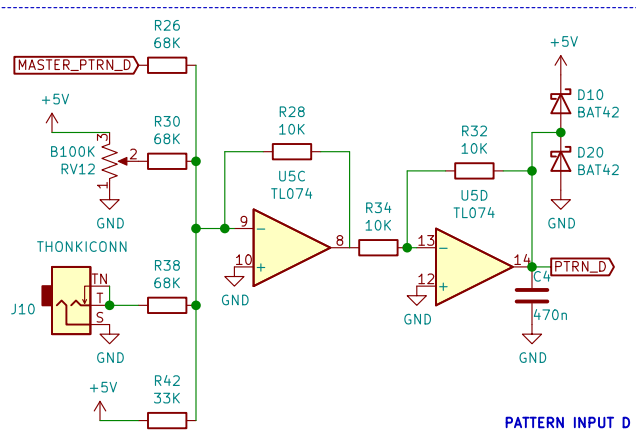 R26
68K
MASTER_PTRN_D
+5V
R30
68K
3
B100K
RV12
2
1
GND
THONKICONN
J10
TN
T
S
GND
R38
68K
+5V
R42
33K
R28
10K
U5C
TL074
9
-
10
+
8
GND
R34
10K
R32
10K
U5D
TL074
13
-
12
+
14
GND
+5V
D10
BAT42
D20
BAT42
GND
PTRN_D
C4
470n
GND
PATTERN INPUT D